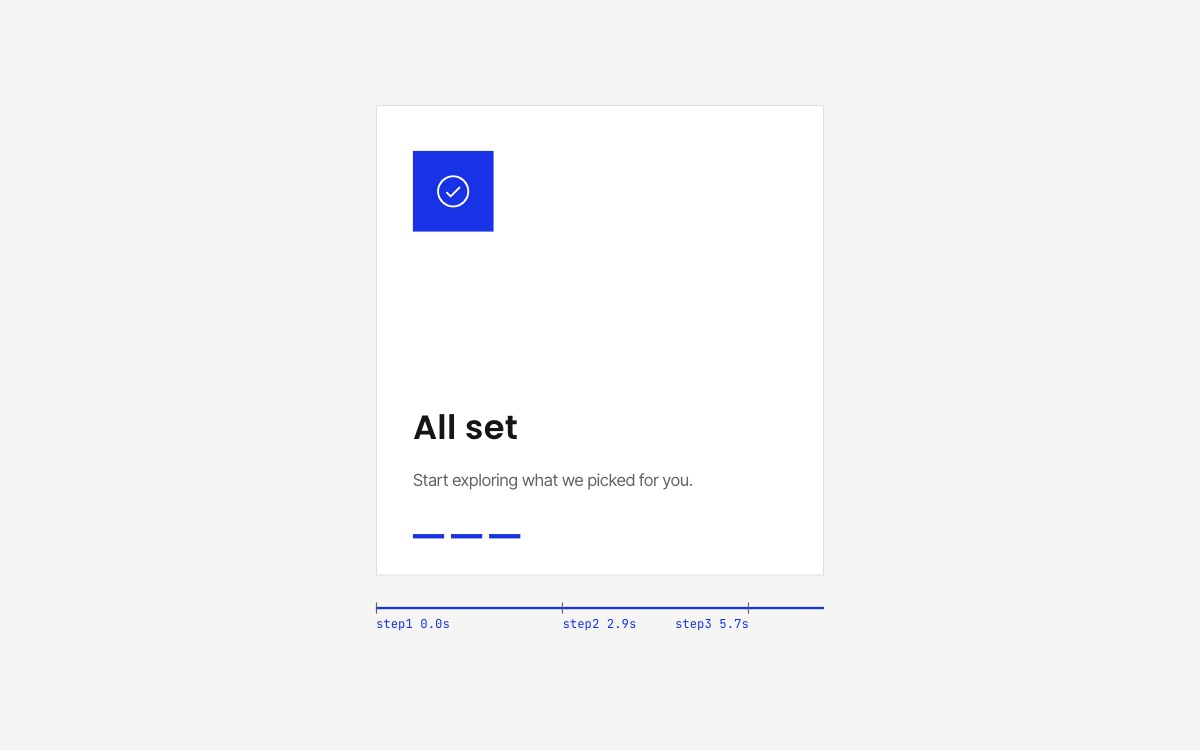 All set
Start exploring what we picked for you.
step1 0.0s step2 2.9s step3 5.7s